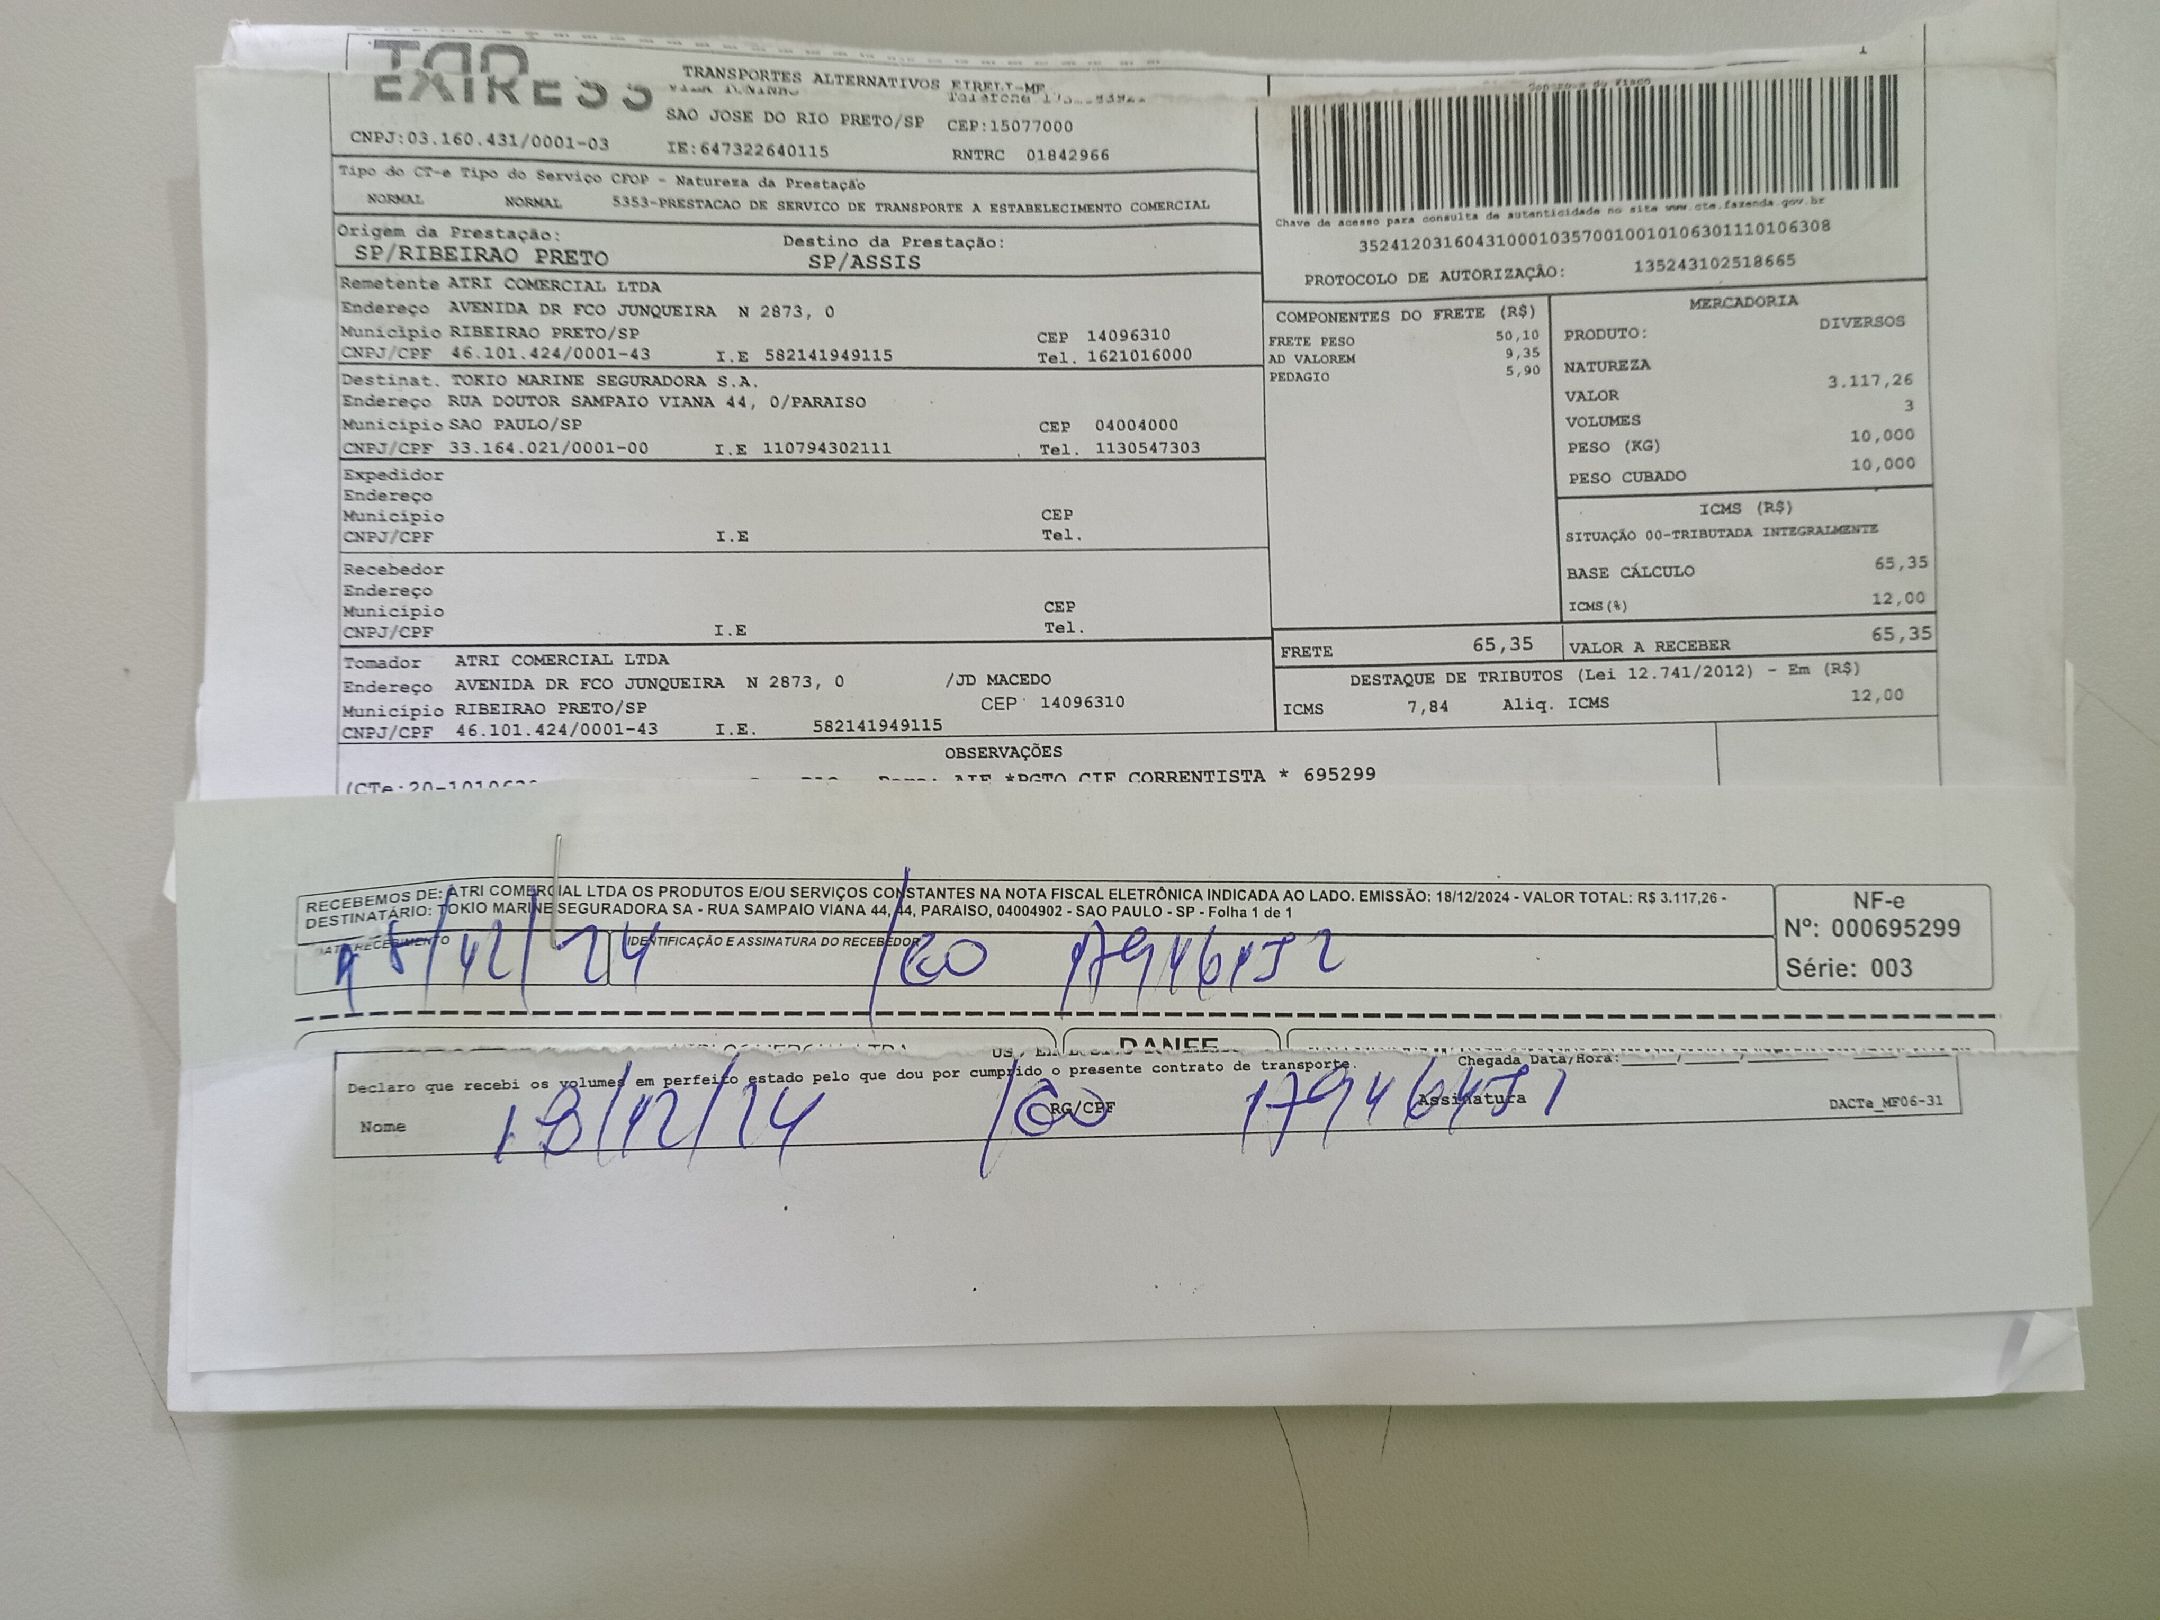 EXPRESS
TRANSPORTES ALTERNATIVOS EIRELI-ME
SAO JOSE DO RIO PRETO/SP CEP:15077000
CNPJ:03.160.431/0001-03 IE:647322640115 RNTRC 01842966
Tipo do CT-e Tipo do Serviço CFOP - Natureza da Prestação
NORMAL NORMAL 5353-PRESTACAO DE SERVICO DE TRANSPORTE A ESTABELECIMENTO COMERCIAL
Origem da Prestação: Destino da Prestação:
SP/RIBEIRAO PRETO SP/ASSIS
Remetente ATRI COMERCIAL LTDA
Endereço AVENIDA DR FCO JUNQUEIRA N 2873, 0
Município RIBEIRAO PRETO/SP CEP 14096310
CNPJ/CPF 46.101.424/0001-43 I.E 582141949115 Tel. 1621016000
Destinat. TOKIO MARINE SEGURADORA S.A.
Endereço RUA DOUTOR SAMPAIO VIANA 44, 0/PARAISO
Município SAO PAULO/SP CEP 04004000
CNPJ/CPF 33.164.021/0001-00 I.E 110794302111 Tel. 1130547303
Expedidor
Endereço
Município CEP
CNPJ/CPF I.E Tel.
Recebedor
Endereço
Município CEP
CNPJ/CPF I.E Tel.
Tomador ATRI COMERCIAL LTDA
Endereço AVENIDA DR FCO JUNQUEIRA N 2873, 0 /JD MACEDO
Município RIBEIRAO PRETO/SP CEP 14096310
CNPJ/CPF 46.101.424/0001-43 I.E. 582141949115
Chave de acesso para consulta de autenticidade no site www.cte.fazenda.gov.br
35241203160431000103570010010106301110106308
PROTOCOLO DE AUTORIZAÇÃO: 135243102518665
COMPONENTES DO FRETE (R$)
FRETE PESO 50,10
AD VALOREM 9,35
PEDAGIO 5,90
MERCADORIA
PRODUTO: DIVERSOS
NATUREZA
VALOR 3.117,26
VOLUMES 3
PESO (KG) 10,000
PESO CUBADO 10,000
ICMS (R$)
SITUAÇÃO 00-TRIBUTADA INTEGRALMENTE
BASE CÁLCULO 65,35
ICMS(%) 12,00
FRETE 65,35 VALOR A RECEBER 65,35
DESTAQUE DE TRIBUTOS (Lei 12.741/2012) - Em (R$)
ICMS 7,84 Aliq. ICMS 12,00
OBSERVAÇÕES
*PGTO CIF CORRENTISTA * 695299
RECEBEMOS DE: ATRI COMERCIAL LTDA OS PRODUTOS E/OU SERVIÇOS CONSTANTES NA NOTA FISCAL ELETRÔNICA INDICADA AO LADO. EMISSÃO: 18/12/2024 - VALOR TOTAL: R$ 3.117,26 -
DESTINATÁRIO: TOKIO MARINE SEGURADORA SA - RUA SAMPAIO VIANA 44, 44, PARAISO, 04004902 - SAO PAULO - SP - Folha 1 de 1
DATA RECEBIMENTO IDENTIFICAÇÃO E ASSINATURA DO RECEBEDOR
NF-e
Nº: 000695299
Série: 003
DANFE
Declaro que recebi os volumes em perfeito estado pelo que dou por cumprido o presente contrato de transporte. Chegada Data/Hora:
Nome RG/CPF Assinatura DACTe_MF06-31